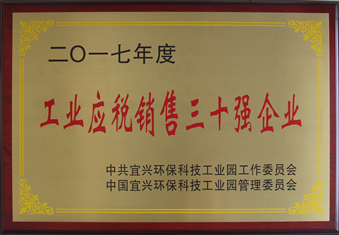 二〇一七年度
工业应税销售三十强企业
中共宜兴环保科技工业园工作委员会
中国宜兴环保科技工业园管理委员会